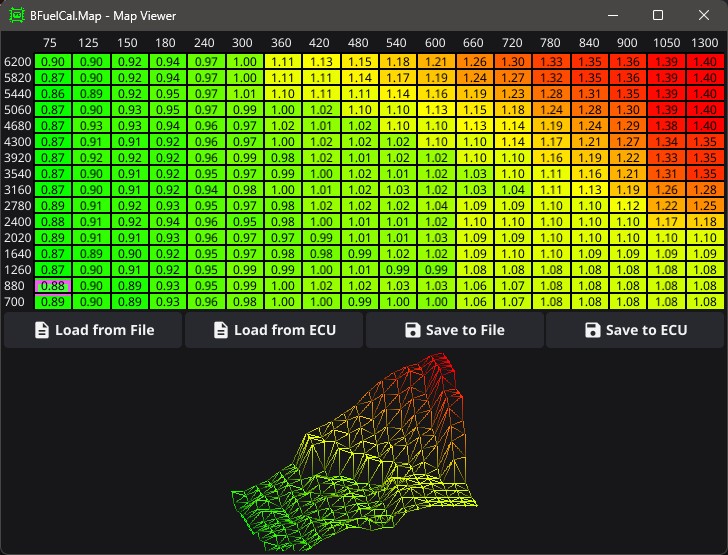 BFuelCal.Map - Map Viewer
75 125 150 180 240 300 360 420 480 540 600 660 720 780 840 900 1050 1300
6200 0.90 0.90 0.92 0.94 0.97 1.00 1.11 1.13 1.15 1.18 1.21 1.26 1.30 1.33 1.35 1.36 1.39 1.40
5820 0.87 0.90 0.92 0.94 0.97 1.00 1.11 1.11 1.14 1.17 1.19 1.24 1.27 1.32 1.35 1.36 1.39 1.40
5440 0.86 0.89 0.92 0.95 0.97 1.01 1.10 1.11 1.11 1.14 1.16 1.19 1.23 1.28 1.31 1.35 1.39 1.40
5060 0.87 0.90 0.93 0.95 0.97 0.99 1.00 1.02 1.10 1.10 1.13 1.15 1.18 1.24 1.28 1.30 1.39 1.40
4680 0.87 0.93 0.93 0.94 0.96 0.97 1.02 1.01 1.02 1.10 1.10 1.13 1.14 1.19 1.24 1.29 1.38 1.40
4300 0.87 0.91 0.91 0.92 0.96 0.97 1.00 1.01 1.02 1.02 1.10 1.10 1.14 1.17 1.21 1.27 1.34 1.35
3920 0.87 0.92 0.92 0.92 0.96 0.99 0.98 1.01 1.01 1.02 1.02 1.10 1.10 1.16 1.19 1.22 1.33 1.35
3540 0.87 0.90 0.91 0.92 0.96 0.99 1.00 1.01 1.02 1.02 1.02 1.03 1.10 1.11 1.16 1.21 1.31 1.35
3160 0.87 0.90 0.91 0.92 0.94 0.98 1.00 1.01 1.02 1.03 1.02 1.03 1.04 1.11 1.13 1.19 1.26 1.28
2780 0.89 0.91 0.92 0.93 0.95 0.99 0.99 1.00 1.02 1.02 1.04 1.09 1.09 1.10 1.10 1.12 1.22 1.25
2400 0.88 0.91 0.92 0.94 0.96 0.95 0.98 1.00 1.01 1.01 1.02 1.10 1.10 1.10 1.10 1.10 1.17 1.18
2020 0.89 0.91 0.91 0.93 0.96 0.97 0.97 0.99 1.01 1.01 1.03 1.09 1.10 1.10 1.10 1.10 1.10 1.10
1640 0.87 0.89 0.90 0.92 0.95 0.97 0.98 0.98 0.99 1.02 1.02 1.09 1.09 1.10 1.10 1.09 1.09 1.09
1260 0.87 0.90 0.91 0.92 0.95 0.99 0.99 1.00 1.01 0.99 0.99 1.08 1.07 1.08 1.08 1.08 1.08 1.08
880 0.88 0.90 0.89 0.93 0.95 0.99 1.00 1.02 1.02 1.03 1.03 1.06 1.07 1.08 1.08 1.08 1.08 1.08
700 0.89 0.90 0.89 0.93 0.96 0.98 1.00 1.00 0.99 1.00 1.00 1.06 1.07 1.08 1.08 1.08 1.08 1.08
Load from File Load from ECU Save to File Save to ECU